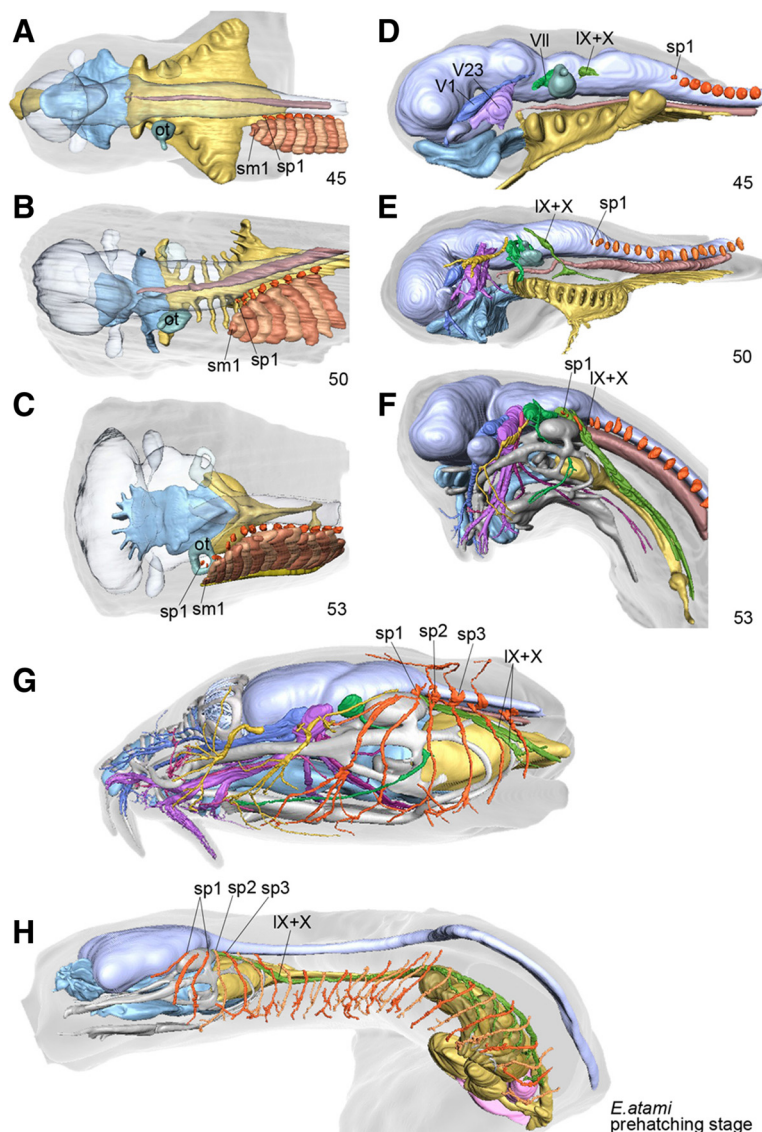 A
ot
sm1
sp1
45
B
ot
sm1
sp1
50
C
ot
sp1
sm1
53
D
VII
IX+X
sp1
V23
V1
45
E
IX+X
sp1
50
F
sp1
IX+X
53
G
sp1
sp2
sp3
IX+X
H
sp1
sp2
sp3
IX+X
E.atami
prehatching stage